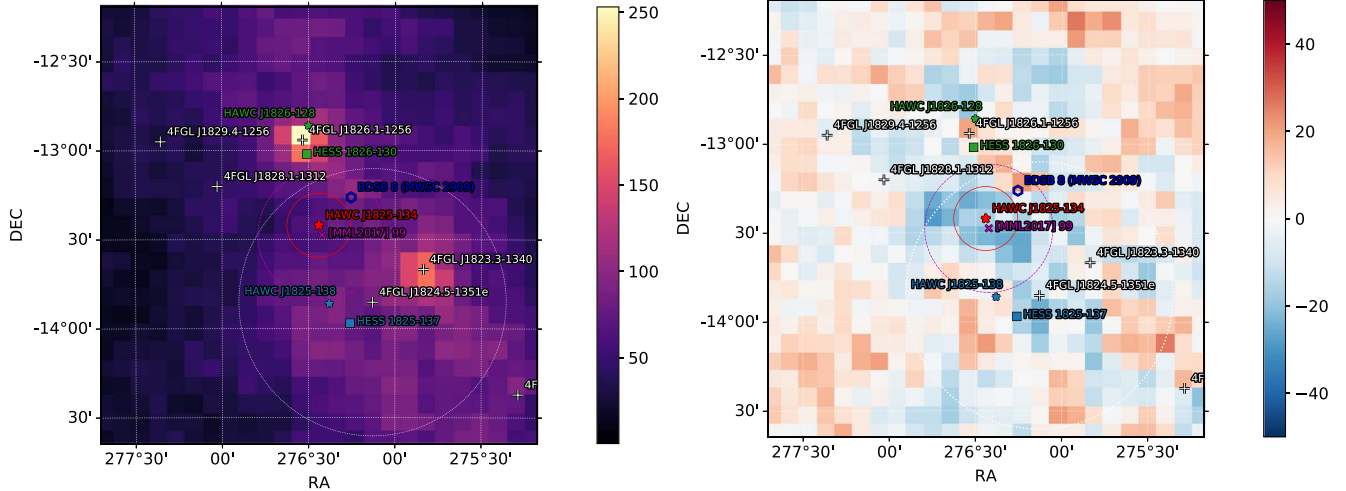 -12°30'
-13°00'
30'
-14°00'
30'
DEC
277°30'
00'
276°30'
00'
275°30'
RA
HAWC J1826-128
4FGL J1829.4-1256
4FGL J1826.1-1256
HESS 1826-130
4FGL J1828.1-1312
BDSB 8 (MWSC 2909)
HAWC J1825-134
[MML2017] 99
4FGL J1823.3-1340
HAWC J1825-138
4FGL J1824.5-1351e
HESS 1825-137
4F
250
200
150
100
50
-12°30'
-13°00'
30'
-14°00'
30'
DEC
277°30'
00'
276°30'
00'
275°30'
RA
HAWC J1826-128
4FGL J1829.4-1256
4FGL J1826.1-1256
HESS 1826-130
4FGL J1828.1-1312
BDSB 8 (MWSC 2909)
HAWC J1825-134
[MML2017] 99
4FGL J1823.3-1340
HAWC J1825-138
4FGL J1824.5-1351e
HESS 1825-137
4F
40
20
0
−20
−40